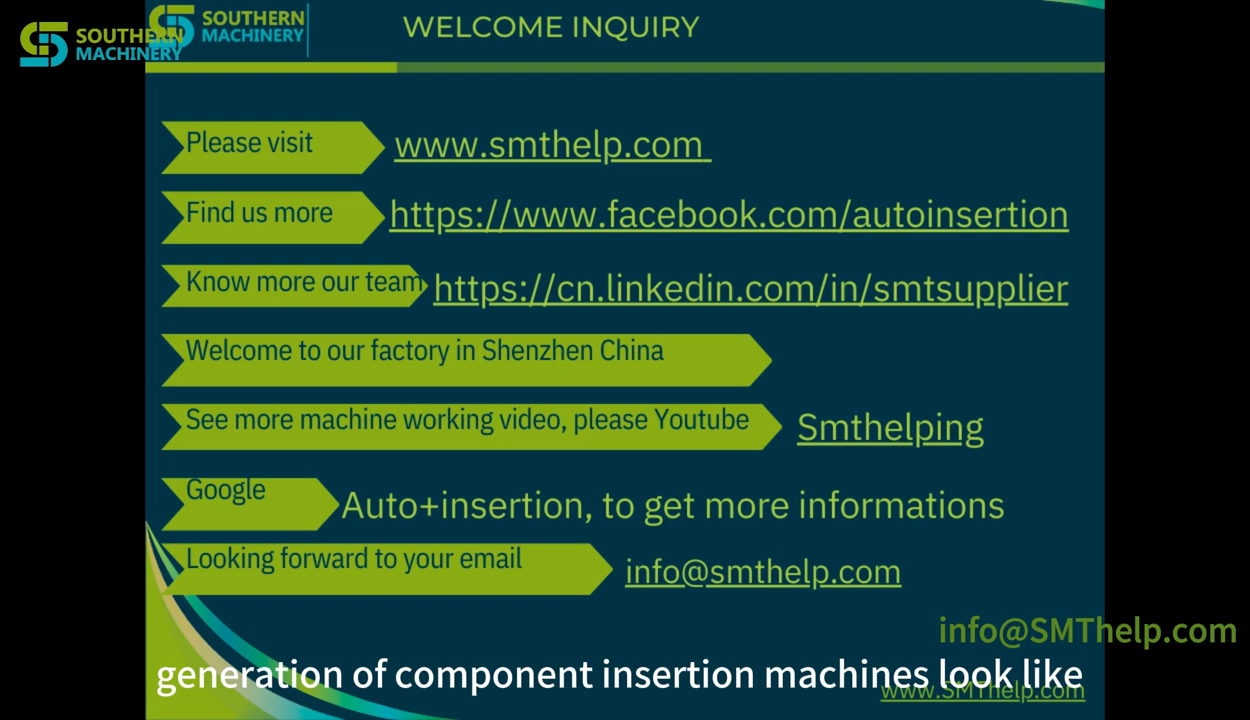 SOUTHERN
MACHINERY
SOUTHERN
MACHINERY
WELCOME INQUIRY
Please visit www.smthelp.com
Find us more https://www.facebook.com/autoinsertion
Know more our team https://cn.linkedin.com/in/smtsupplier
Welcome to our factory in Shenzhen China
See more machine working video, please Youtube Smthelping
Google Auto+insertion, to get more informations
Looking forward to your email info@smthelp.com
info@SMThelp.com
generation of component insertion machines look like
www.SMThelp.com